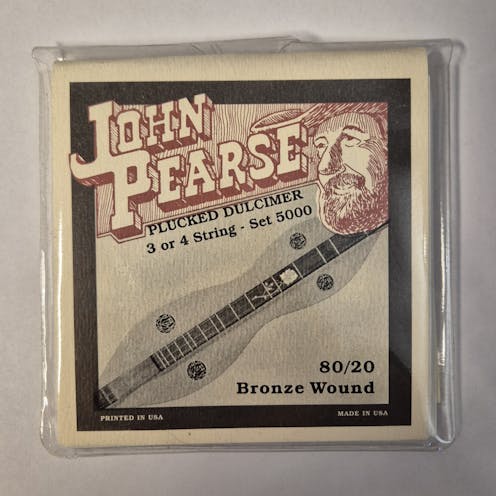 JOHN
PEARSE
PLUCKED DULCIMER
3 or 4 String - Set 5000
80/20
Bronze Wound
PRINTED IN USA
MADE IN USA